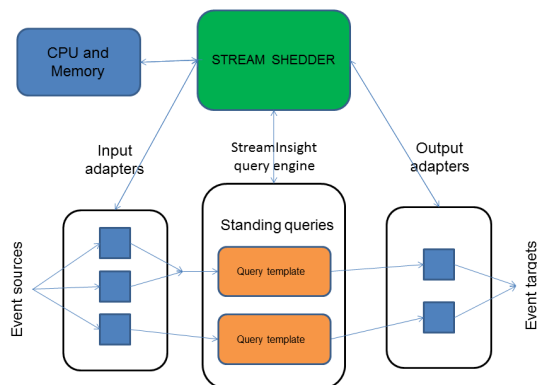 CPU and
Memory
STREAM SHEDDER
Input
adapters
StreamInsight
query engine
Output
adapters
Standing queries
Event sources
Query template
Query template
Event targets